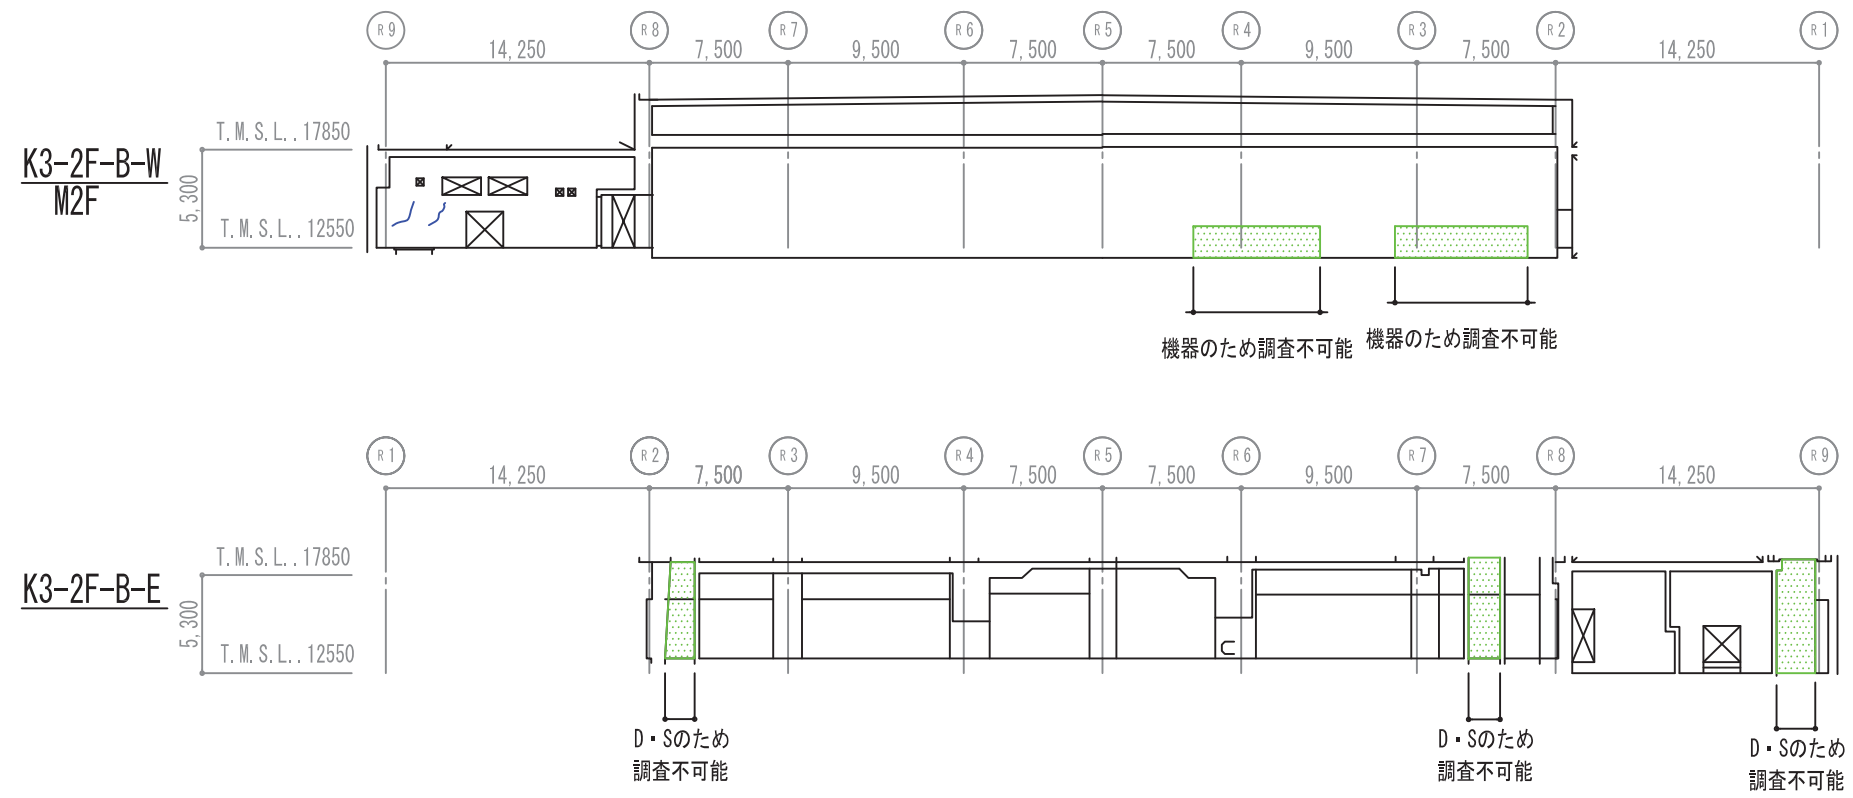 R9 R8 R7 R6 R5 R4 R3 R2 R1
14,250 7,500 9,500 7,500 7,500 9,500 7,500 14,250
T.M.S.L..17850
K3-2F-B-W
M2F
5,300
T.M.S.L..12550
機器のため調査不可能 機器のため調査不可能
R1 R2 R3 R4 R5 R6 R7 R8 R9
14,250 7,500 9,500 7,500 7,500 9,500 7,500 14,250
T.M.S.L..17850
K3-2F-B-E
5,300
T.M.S.L..12550
D・Sのため
調査不可能
D・Sのため
調査不可能
D・Sのため
調査不可能